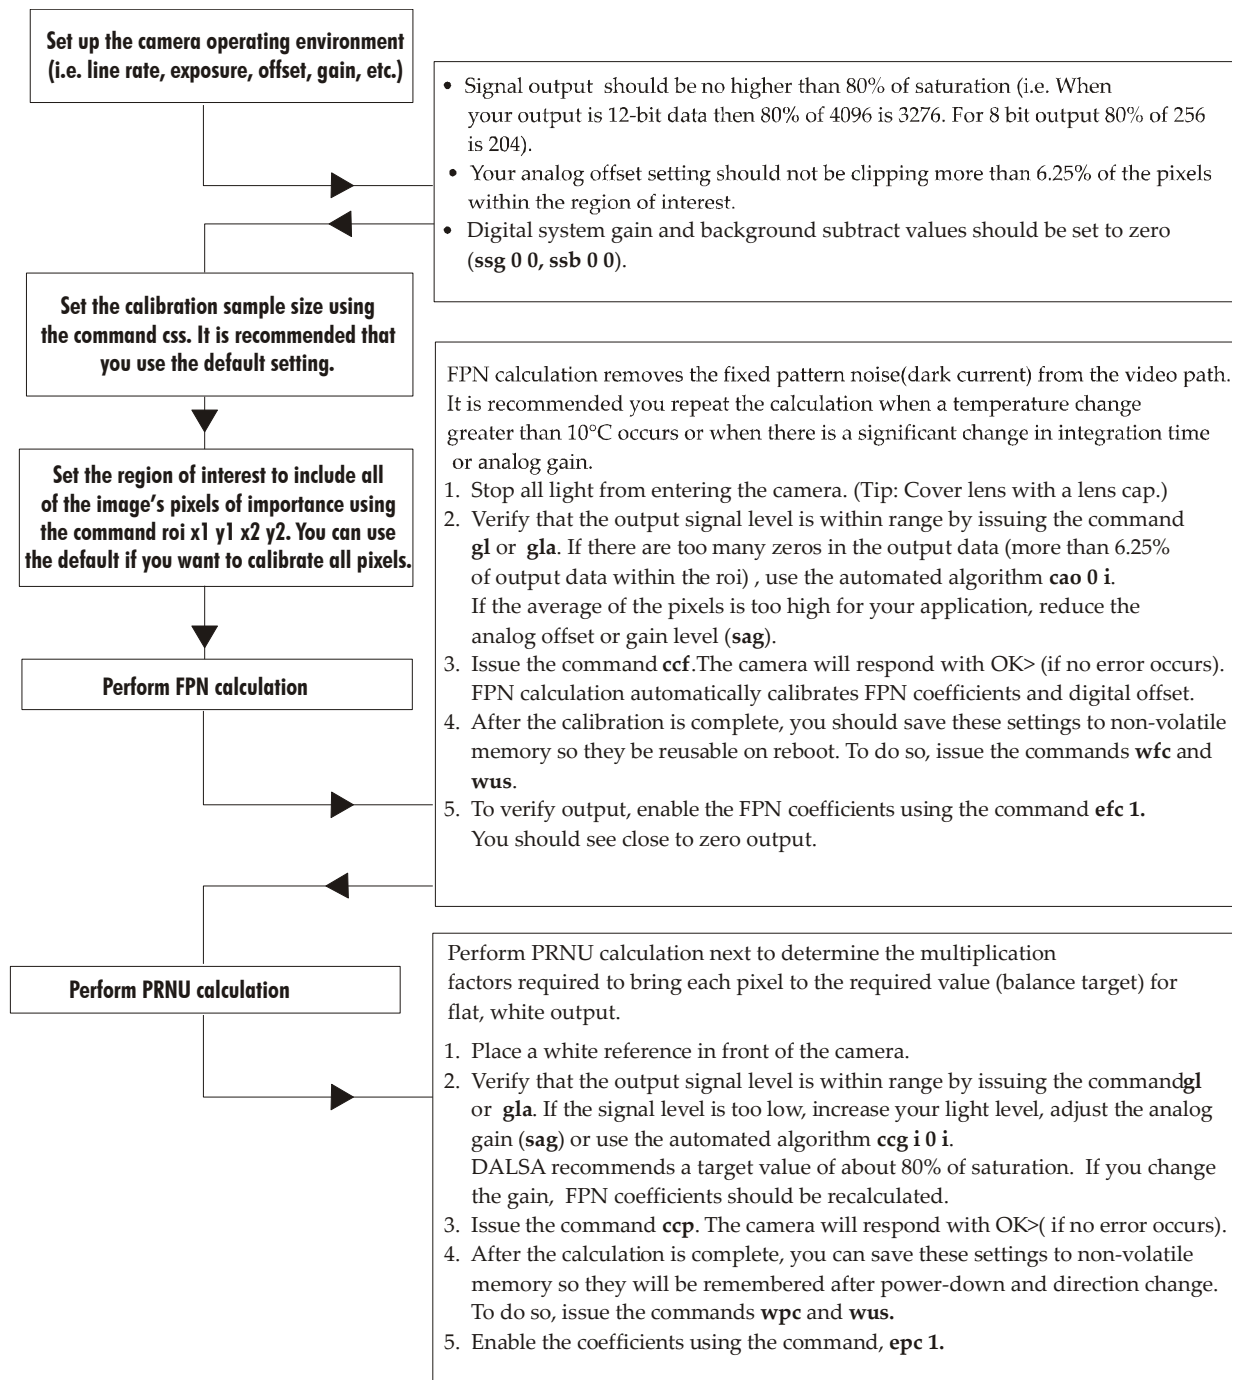 Set up the camera operating environment
(i.e. line rate, exposure, offset, gain, etc.)
• Signal output should be no higher than 80% of saturation (i.e. When
your output is 12-bit data then 80% of 4096 is 3276. For 8 bit output 80% of 256
is 204).
• Your analog offset setting should not be clipping more than 6.25% of the pixels
within the region of interest.
• Digital system gain and background subtract values should be set to zero
(ssg 0 0, ssb 0 0).
Set the calibration sample size using
the command css. It is recommended that
you use the default setting.
Set the region of interest to include all
of the image's pixels of importance using
the command roi x1 y1 x2 y2. You can use
the default if you want to calibrate all pixels.
Perform FPN calculation
FPN calculation removes the fixed pattern noise(dark current) from the video path.
It is recommended you repeat the calculation when a temperature change
greater than 10°C occurs or when there is a significant change in integration time
or analog gain.
1. Stop all light from entering the camera. (Tip: Cover lens with a lens cap.)
2. Verify that the output signal level is within range by issuing the command
gl or gla. If there are too many zeros in the output data (more than 6.25%
of output data within the roi) , use the automated algorithm cao 0 i.
If the average of the pixels is too high for your application, reduce the
analog offset or gain level (sag).
3. Issue the command ccf.The camera will respond with OK> (if no error occurs).
FPN calculation automatically calibrates FPN coefficients and digital offset.
4. After the calibration is complete, you should save these settings to non-volatile
memory so they be reusable on reboot. To do so, issue the commands wfc and
wus.
5. To verify output, enable the FPN coefficients using the command efc 1.
You should see close to zero output.
Perform PRNU calculation
Perform PRNU calculation next to determine the multiplication
factors required to bring each pixel to the required value (balance target) for
flat, white output.
1. Place a white reference in front of the camera.
2. Verify that the output signal level is within range by issuing the commandgl
or gla. If the signal level is too low, increase your light level, adjust the analog
gain (sag) or use the automated algorithm ccg i 0 i.
DALSA recommends a target value of about 80% of saturation. If you change
the gain, FPN coefficients should be recalculated.
3. Issue the command ccp. The camera will respond with OK>( if no error occurs).
4. After the calculation is complete, you can save these settings to non-volatile
memory so they will be remembered after power-down and direction change.
To do so, issue the commands wpc and wus.
5. Enable the coefficients using the command, epc 1.